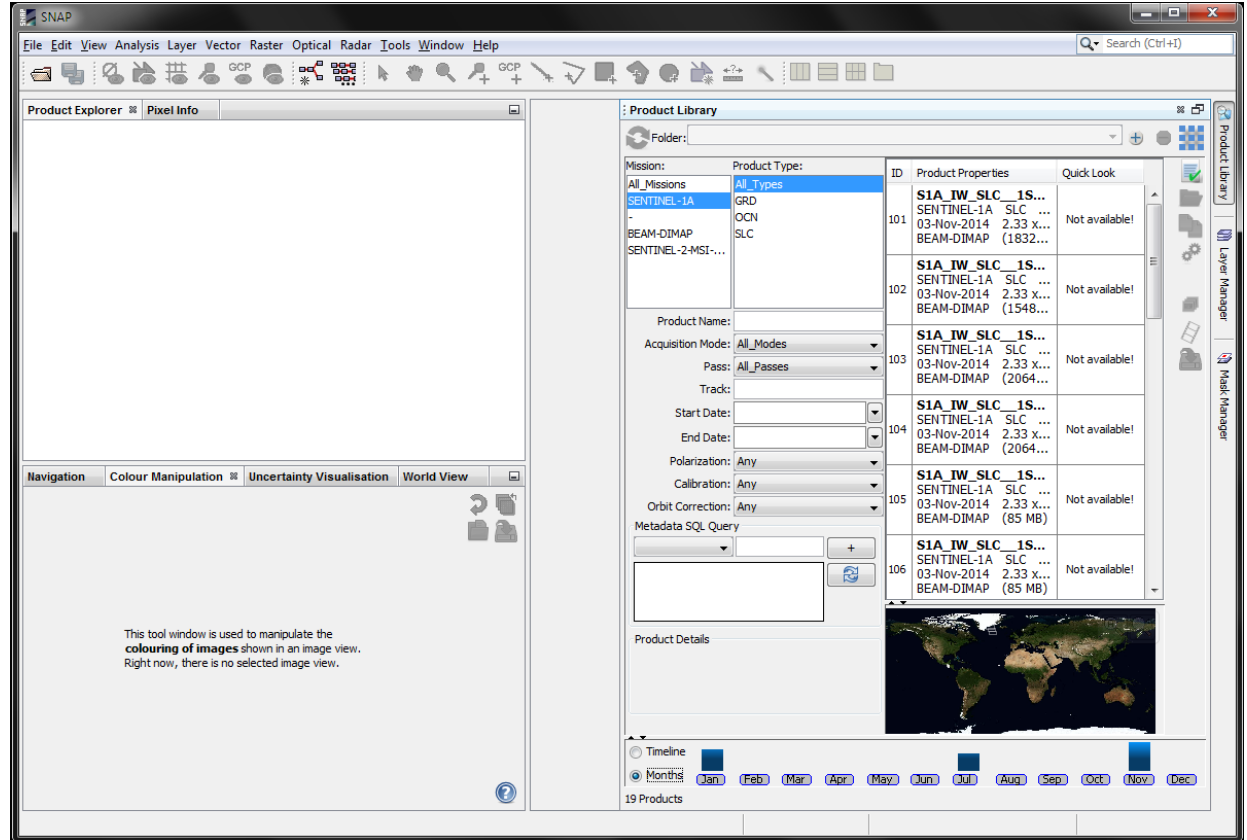 SNAP
File Edit View Analysis Layer Vector Raster Optical Radar Tools Window Help
Search (Ctrl+I)
GCP GCP
Product Explorer Pixel Info
Product Library
Folder:
Mission: Product Type:
All_Missions
SENTINEL-1A
-
BEAM-DIMAP
SENTINEL-2-MSI-...
All_Types
GRD
OCN
SLC
Product Name:
Acquisition Mode: All_Modes
Pass: All_Passes
Track:
Start Date:
End Date:
Polarization: Any
Calibration: Any
Orbit Correction: Any
Metadata SQL Query
+
Product Details
ID Product Properties Quick Look
101 S1A_IW_SLC__1S...
SENTINEL-1A SLC ...
03-Nov-2014 2.33 x...
BEAM-DIMAP (1832...
Not available!
102 S1A_IW_SLC__1S...
SENTINEL-1A SLC ...
03-Nov-2014 2.33 x...
BEAM-DIMAP (1548...
Not available!
103 S1A_IW_SLC__1S...
SENTINEL-1A SLC ...
03-Nov-2014 2.33 x...
BEAM-DIMAP (2064...
Not available!
104 S1A_IW_SLC__1S...
SENTINEL-1A SLC ...
03-Nov-2014 2.33 x...
BEAM-DIMAP (2064...
Not available!
105 S1A_IW_SLC__1S...
SENTINEL-1A SLC ...
03-Nov-2014 2.33 x...
BEAM-DIMAP (85 MB)
Not available!
106 S1A_IW_SLC__1S...
SENTINEL-1A SLC ...
03-Nov-2014 2.33 x...
BEAM-DIMAP (85 MB)
Not available!
Product Library
Layer Manager
Mask Manager
Navigation Colour Manipulation Uncertainty Visualisation World View
This tool window is used to manipulate the
colouring of images shown in an image view.
Right now, there is no selected image view.
Timeline
Months
Jan Feb Mar Apr May Jun Jul Aug Sep Oct Nov Dec
19 Products